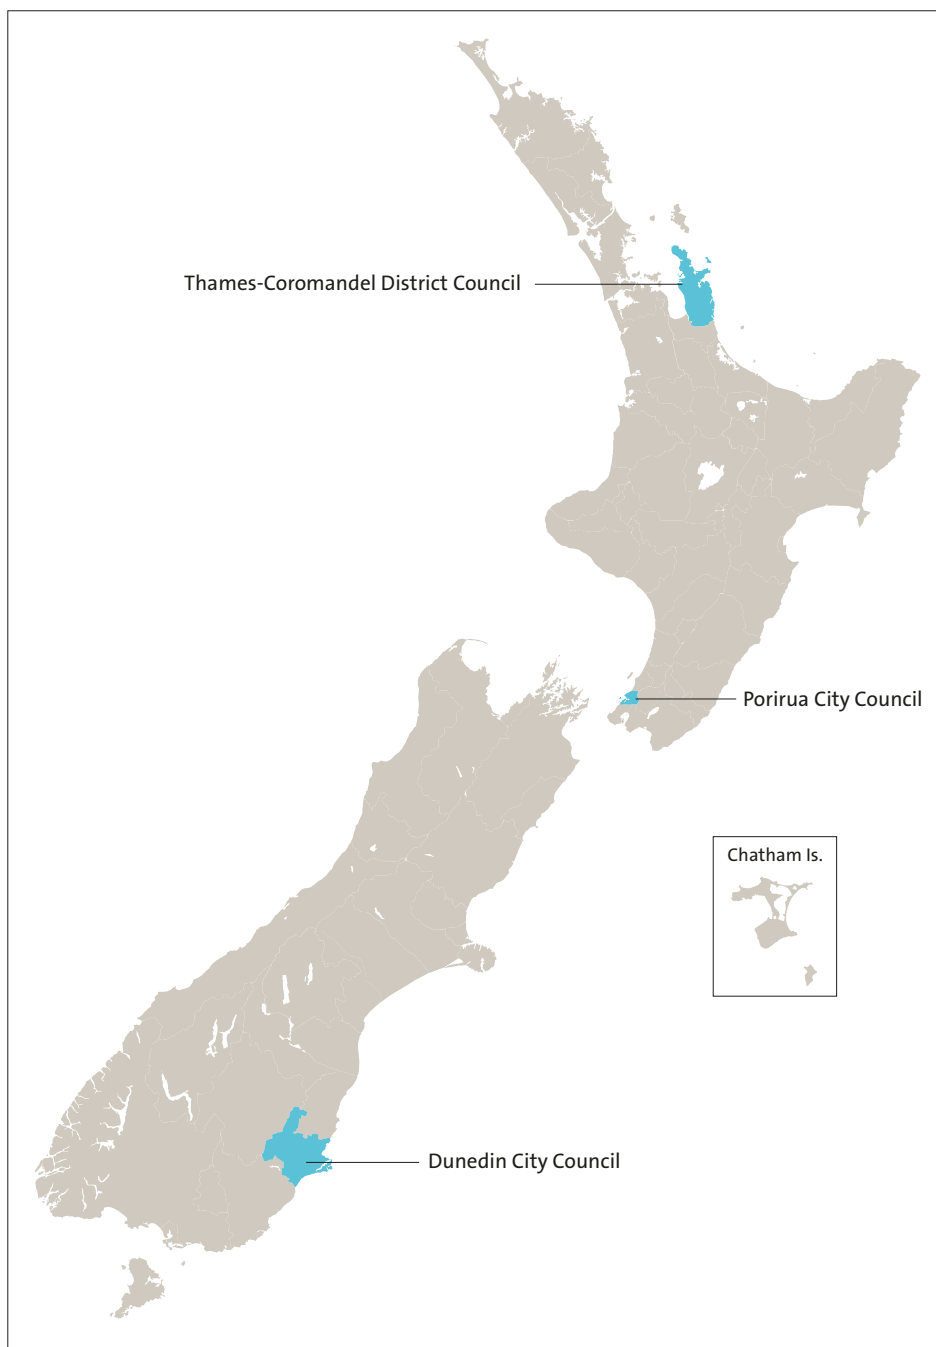 Thames-Coromandel District Council
Porirua City Council
Chatham Is.
Dunedin City Council